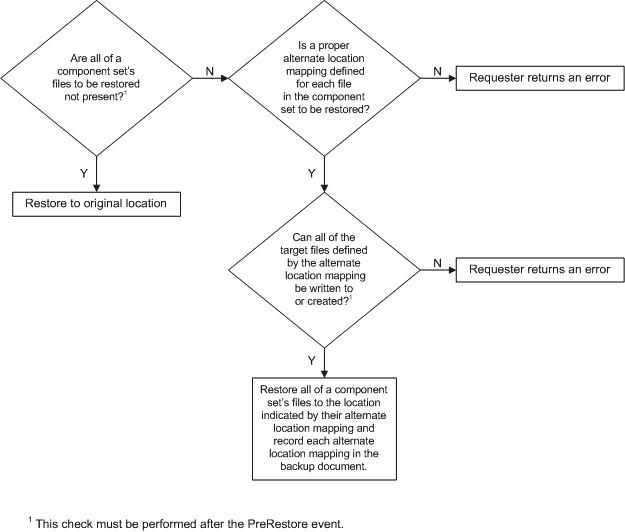 Are all of a
component set's
files to be restored
not present?1
N
Is a proper
alternate location
mapping defined
for each file
in the component
set to be restored?
N
Requester returns an error
Y
Restore to original location
Y
Can all of the
target files defined
by the alternate
location mapping
be written to
or created?1
N
Requester returns an error
Y
Restore all of a component
set's files to the location
indicated by their alternate
location mapping and
record each alternate
location mapping in the
backup document.
1 This check must be performed after the PreRestore event.